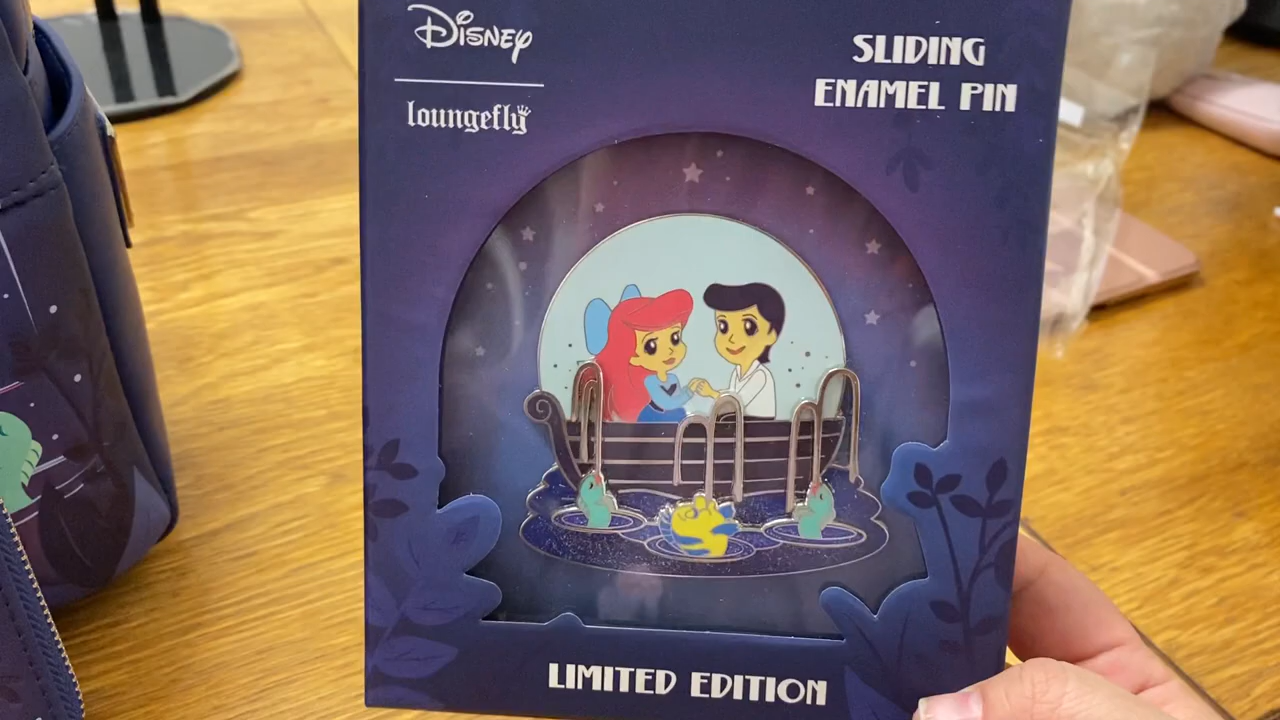 Disney
loungefly
SLIDING
ENAMEL PIN
LIMITED EDITION